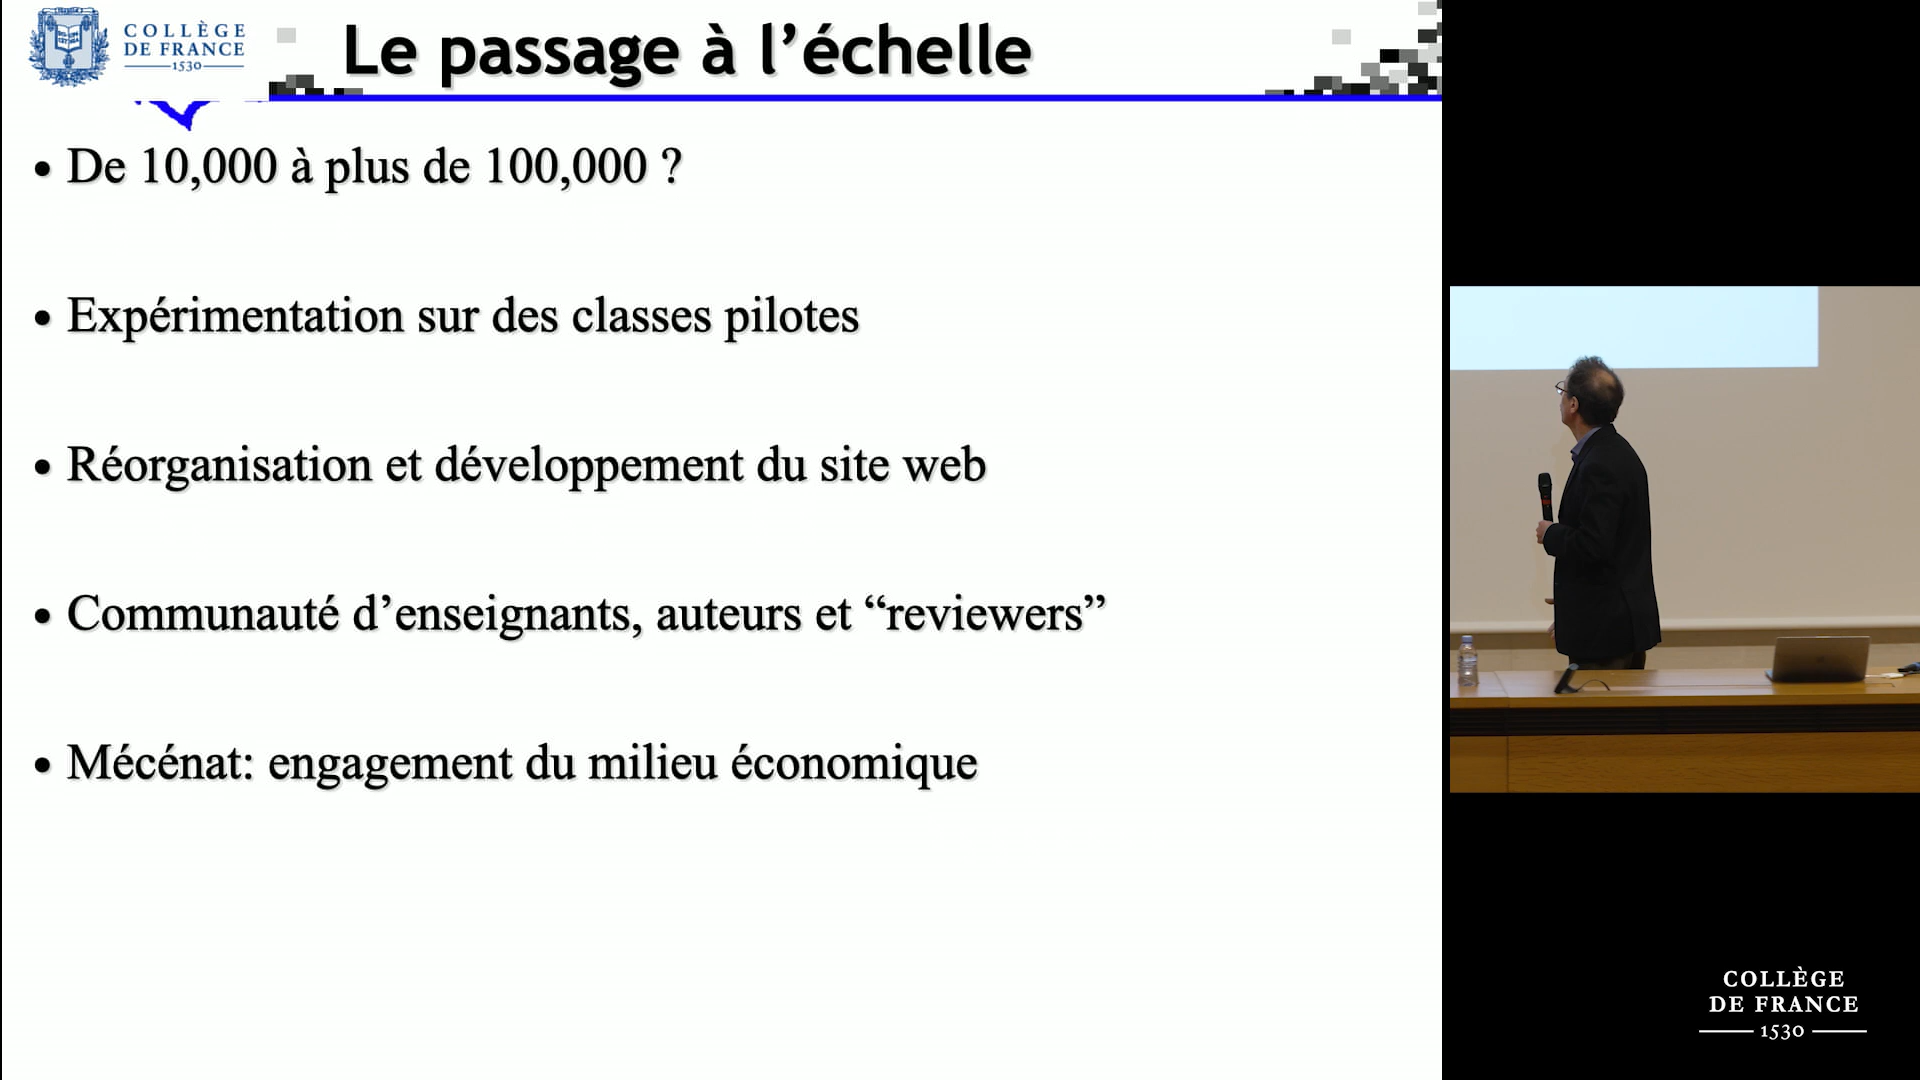 COLLÈGE
DE FRANCE
1530
Le passage à l’échelle
• De 10,000 à plus de 100,000 ?
• Expérimentation sur des classes pilotes
• Réorganisation et développement du site web
• Communauté d’enseignants, auteurs et “reviewers”
• Mécénat: engagement du milieu économique
COLLÈGE
DE FRANCE
1530